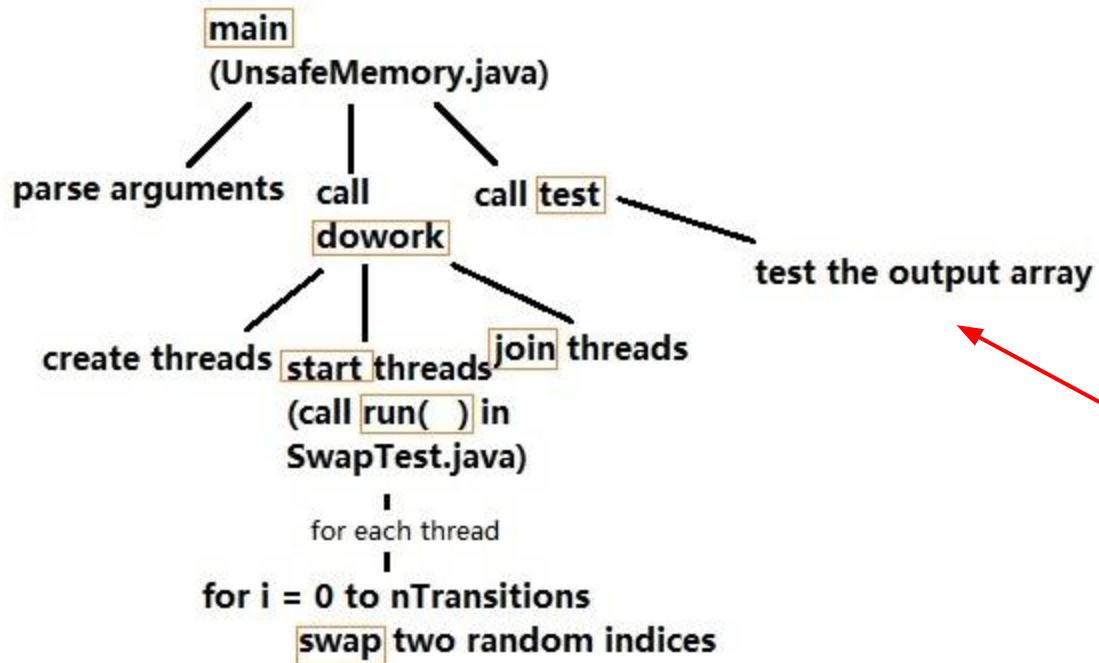 main
(UnsafeMemory.java)
parse arguments
call
dowork
call test
test the output array
create threads
start threads
(call run(  ) in
SwapTest.java)
join threads
for each thread
for i = 0 to nTransitions
swap two random indices